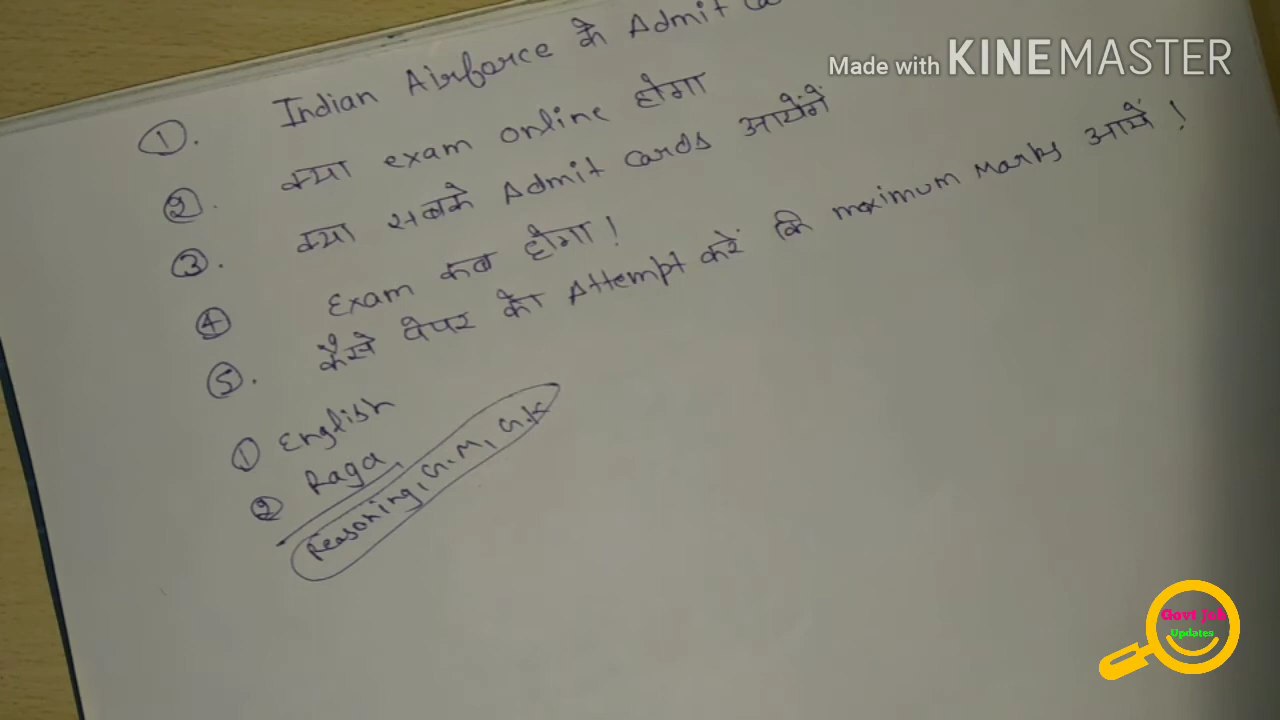 Made with KINEMASTER
①. Indian Airforce के Admit
②. क्या exam online होगा
③. क्या सबके Admit cards आयेंगें
④ Exam कब होगा!
⑤. कैसे पेपर को Attempt करें कि maximum marks आयें!
① English
② Raga
Reasoning, G.M, G.K
Govt Job
Updates